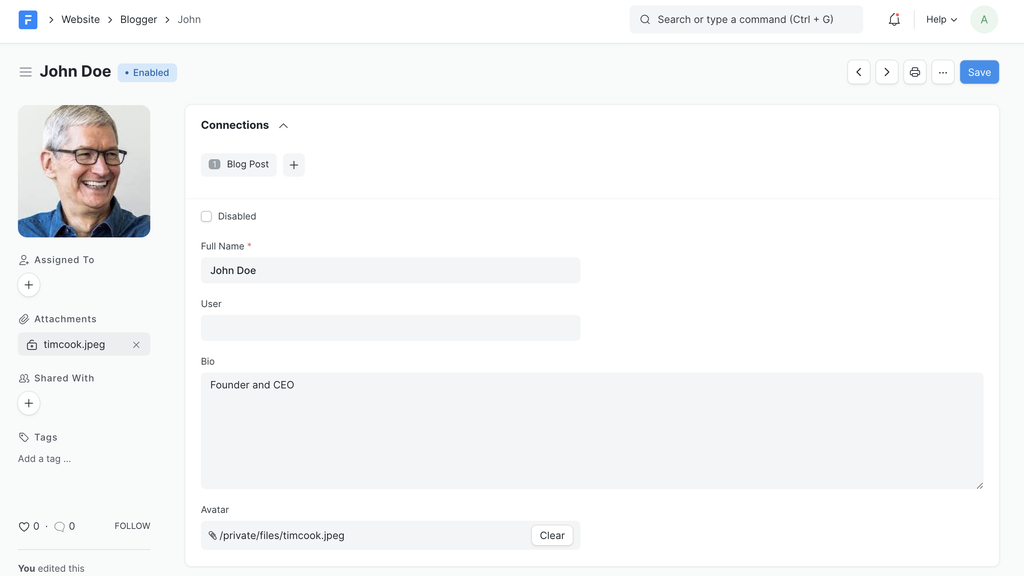 Website
Blogger
John
Search or type a command (Ctrl + G)
Help
A
John Doe
Enabled
...
Save
Connections
1 Blog Post
Disabled
Full Name *
John Doe
User
Bio
Founder and CEO
Avatar
/private/files/timcook.jpeg
Clear
Assigned To
Attachments
timcook.jpeg
Shared With
Tags
Add a tag ...
0 · 0
FOLLOW
You edited this